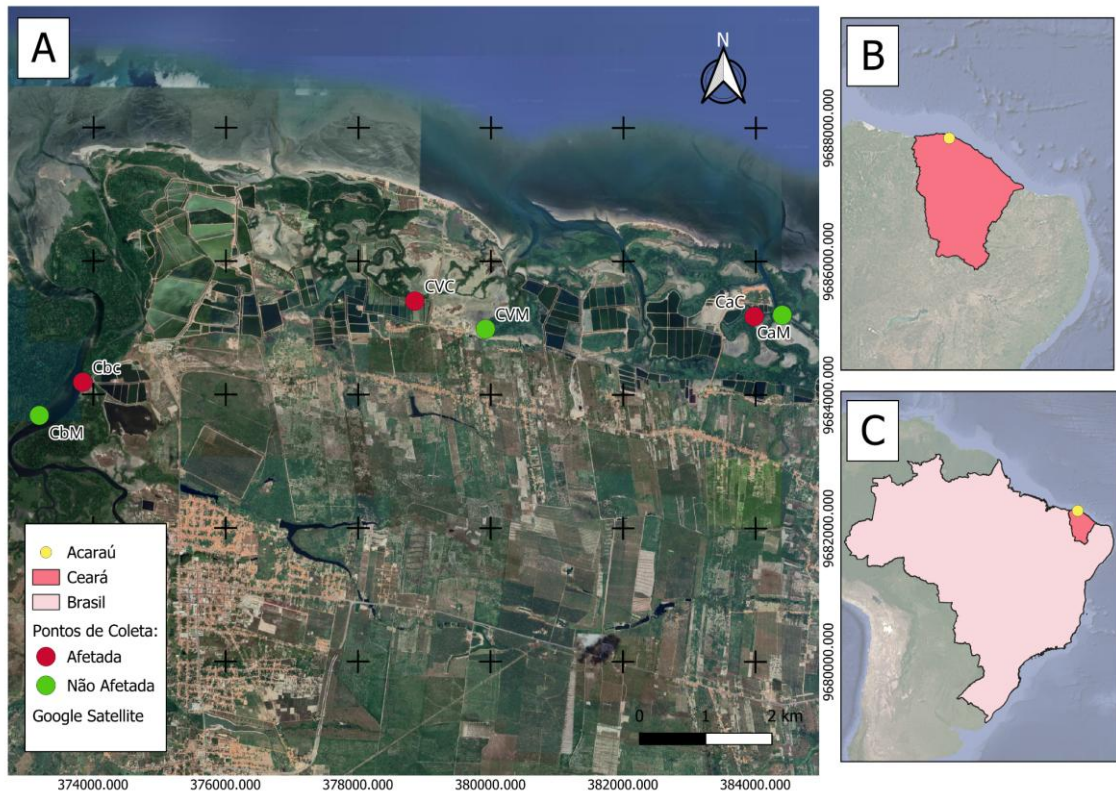 A
N
B
C
9688000.000
9686000.000
9684000.000
9682000.000
9680000.000
CVC
CVM
CaC
CaM
Cbc
CbM
Acaraú
Ceará
Brasil
Pontos de Coleta:
Afetada
Não Afetada
Google Satellite
0 1 2 km
374000.000 376000.000 378000.000 380000.000 382000.000 384000.000